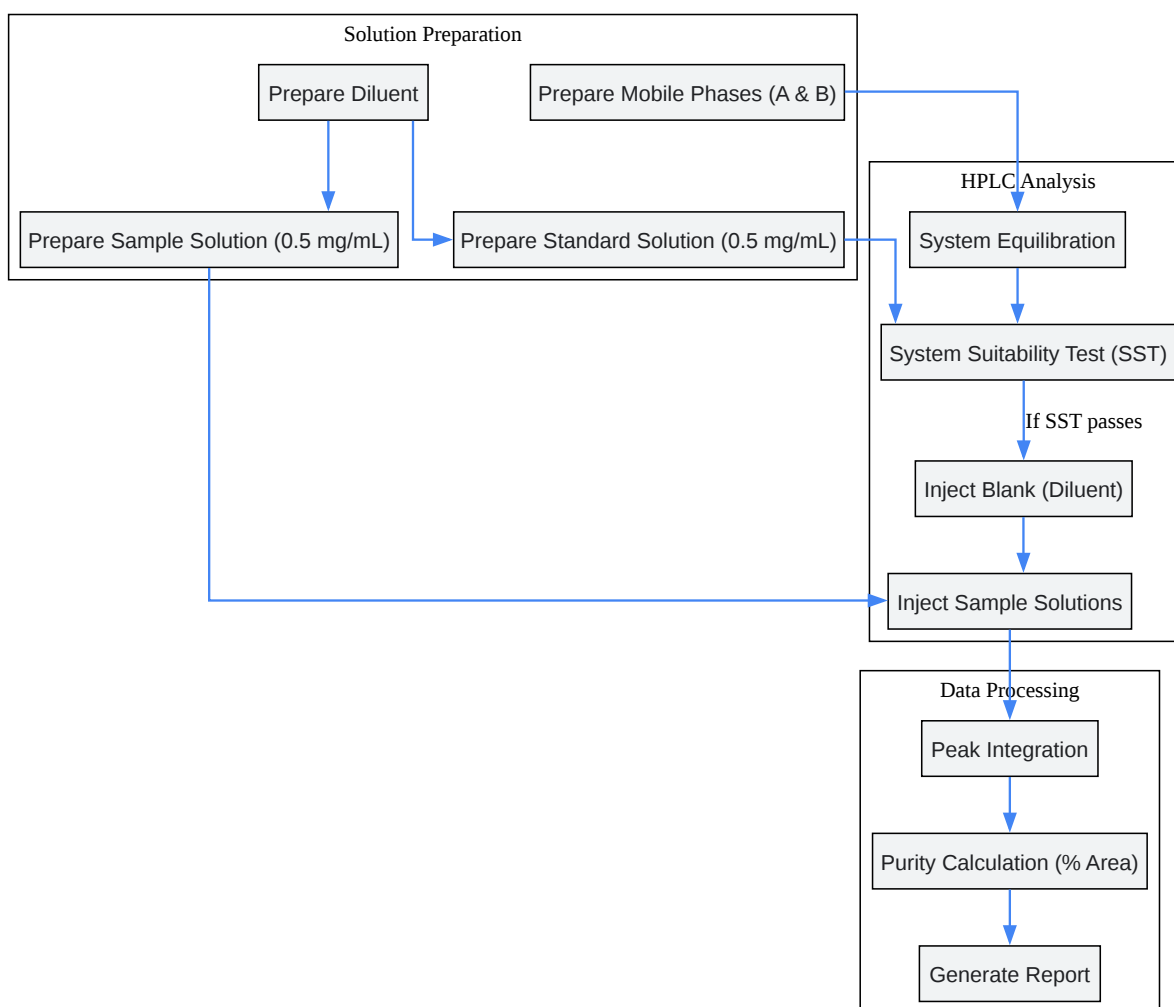 Solution Preparation
Prepare Diluent
Prepare Mobile Phases (A & B)
Prepare Sample Solution (0.5 mg/mL)
Prepare Standard Solution (0.5 mg/mL)
HPLC Analysis
System Equilibration
System Suitability Test (SST)
If SST passes
Inject Blank (Diluent)
Inject Sample Solutions
Data Processing
Peak Integration
Purity Calculation (% Area)
Generate Report